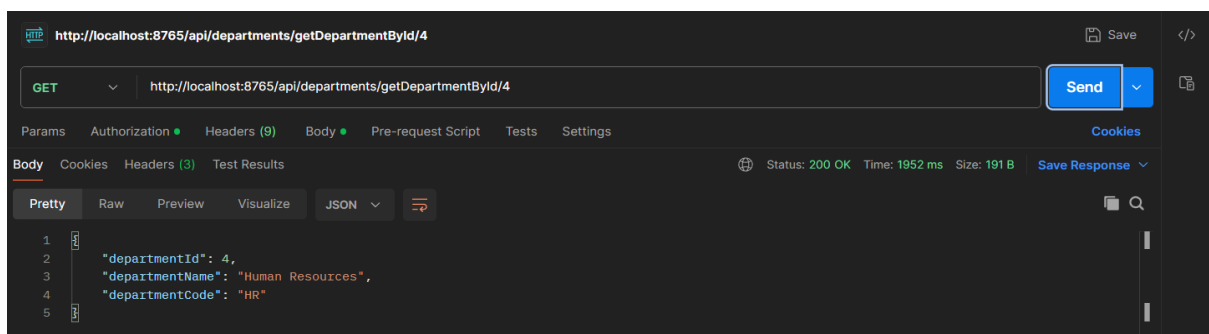 HTTP http://localhost:8765/api/departments/getDepartmentById/4 Save </>
GET http://localhost:8765/api/departments/getDepartmentById/4 Send
Params Authorization Headers (9) Body Pre-request Script Tests Settings Cookies
Body Cookies Headers (3) Test Results Status: 200 OK Time: 1952 ms Size: 191 B Save Response
Pretty Raw Preview Visualize JSON
1 {
2 "departmentId": 4,
3 "departmentName": "Human Resources",
4 "departmentCode": "HR"
5 }